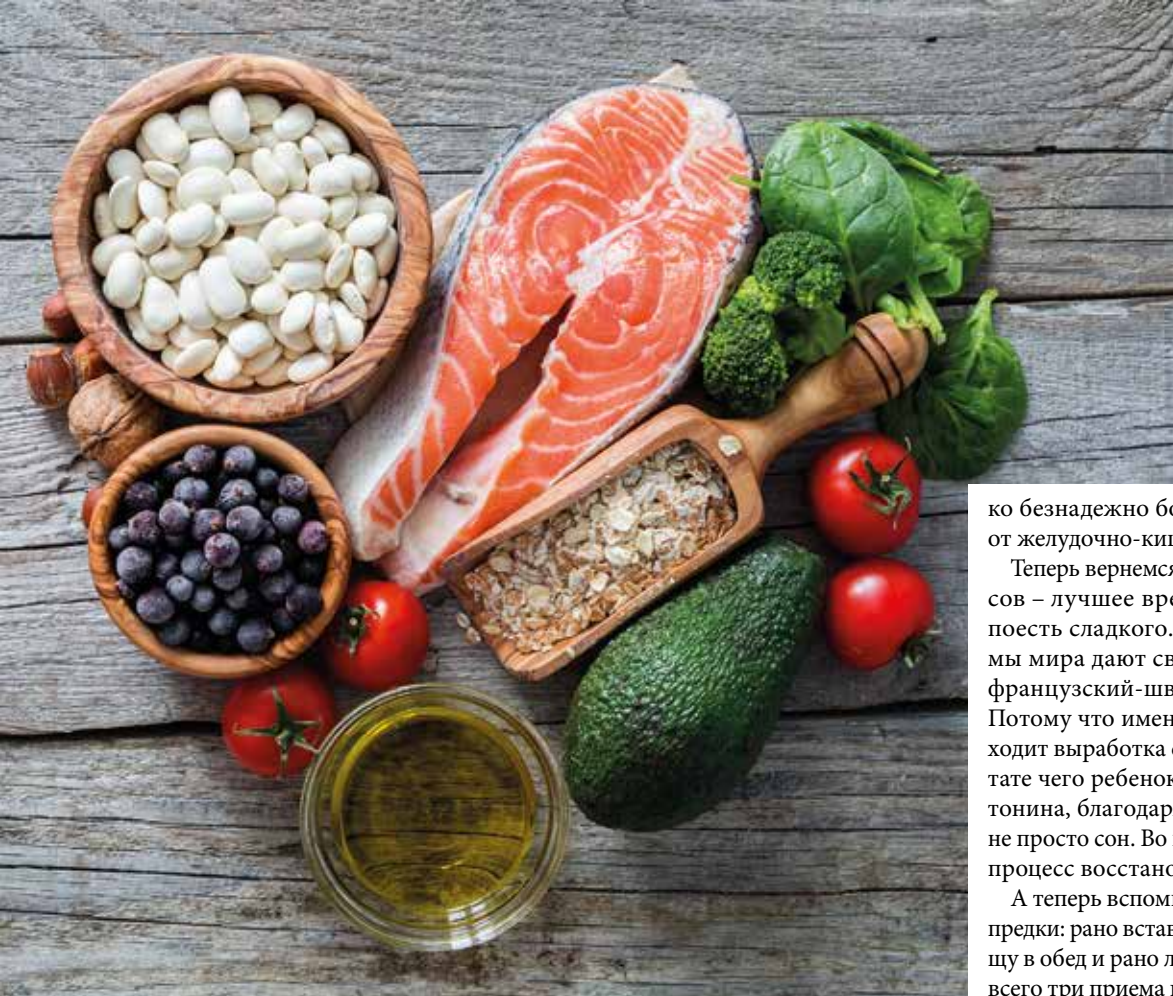 ко безнадежно бо
от желудочно-ки
Теперь вернемся
сов – лучшее вре
поесть сладкого.
мы мира дают св
французский-шв
Потому что имен
ходит выработка
тате чего ребенок
тонина, благодар
не просто сон. Во
процесс восстано
А теперь вспом
предки: рано встав
щу в обед и рано л
всего три приема